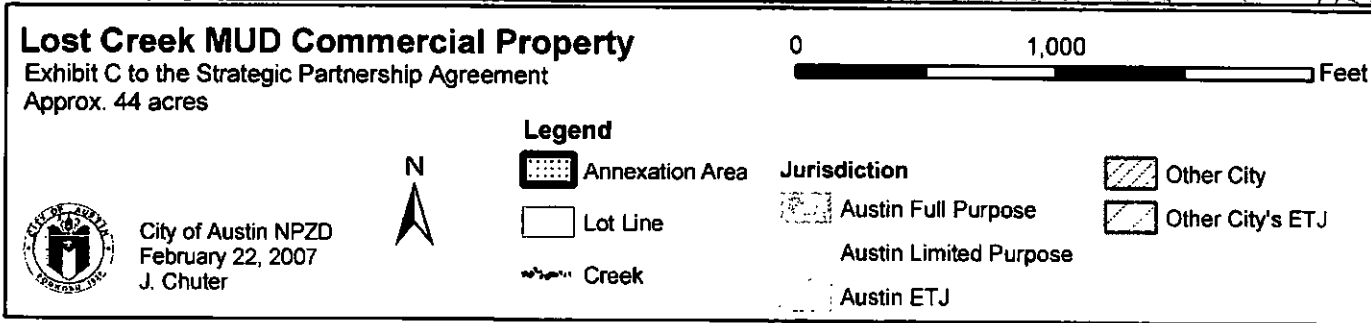 Lost Creek MUD Commercial Property
Exhibit C to the Strategic Partnership Agreement
Approx. 44 acres
0 1,000
Feet
N
City of Austin NPZD
February 22, 2007
J. Chuter
Legend
Annexation Area
Lot Line
Creek
Jurisdiction
Austin Full Purpose
Austin Limited Purpose
Austin ETJ
Other City
Other City's ETJ